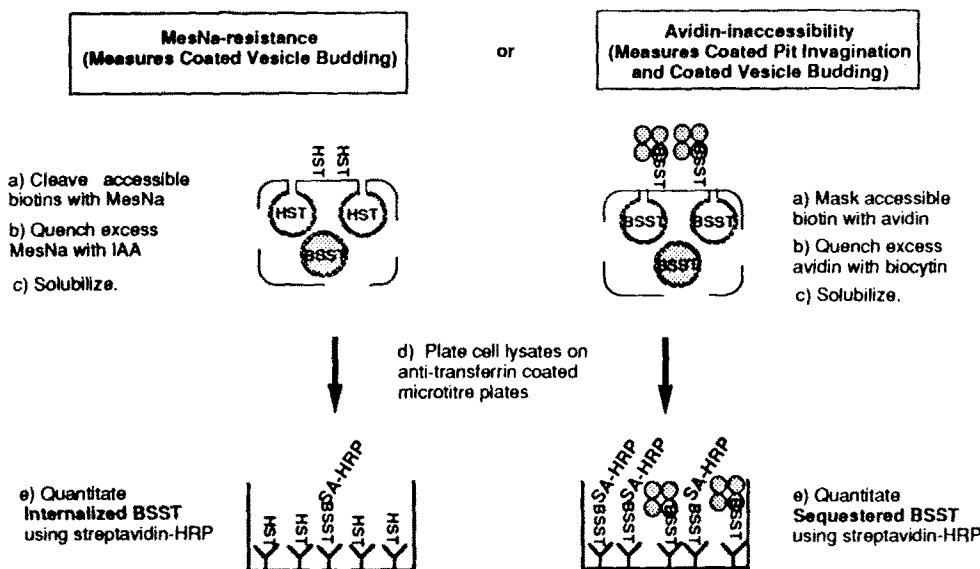 MesNa-resistance
(Measures Coated Vesicle Budding)
or
Avidin-inaccessibility
(Measures Coated Pit Invagination
and Coated Vesicle Budding)
a) Cleave accessible
biotins with MesNa
b) Quench excess
MesNa with IAA
c) Solubilize.
HST
HST
HST
HST
BSST
BSST
BSST
BSST
BSST
BSST
a) Mask accessible
biotin with avidin
b) Quench excess
avidin with biocytin
c) Solubilize.
d) Plate cell lysates on
anti-transferrin coated
microtitre plates
e) Quantitate
Internalized BSST
using streptavidin-HRP
HST
HST
BSST-SA-HRP
HST
HST
BSST-SA-HRP
BSST-SA-HRP
BSST
BSST-SA-HRP
BSST
e) Quantitate
Sequestered BSST
using streptavidin-HRP